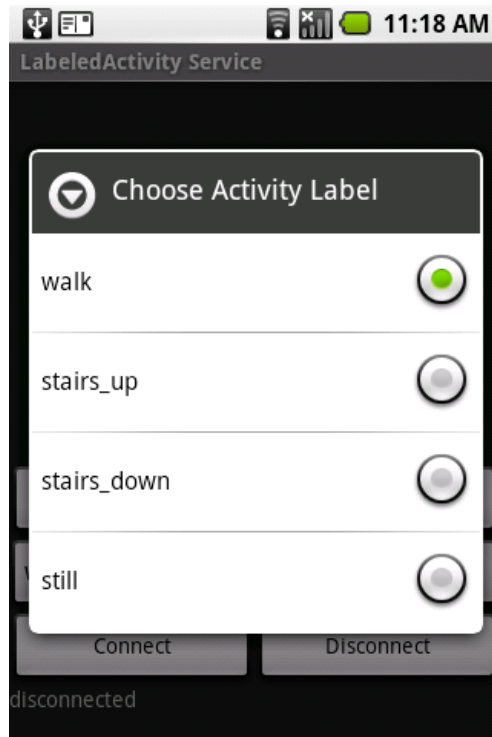 11:18 AM
LabeledActivity Service
Choose Activity Label
walk
stairs_up
stairs_down
still
Connect Disconnect
disconnected